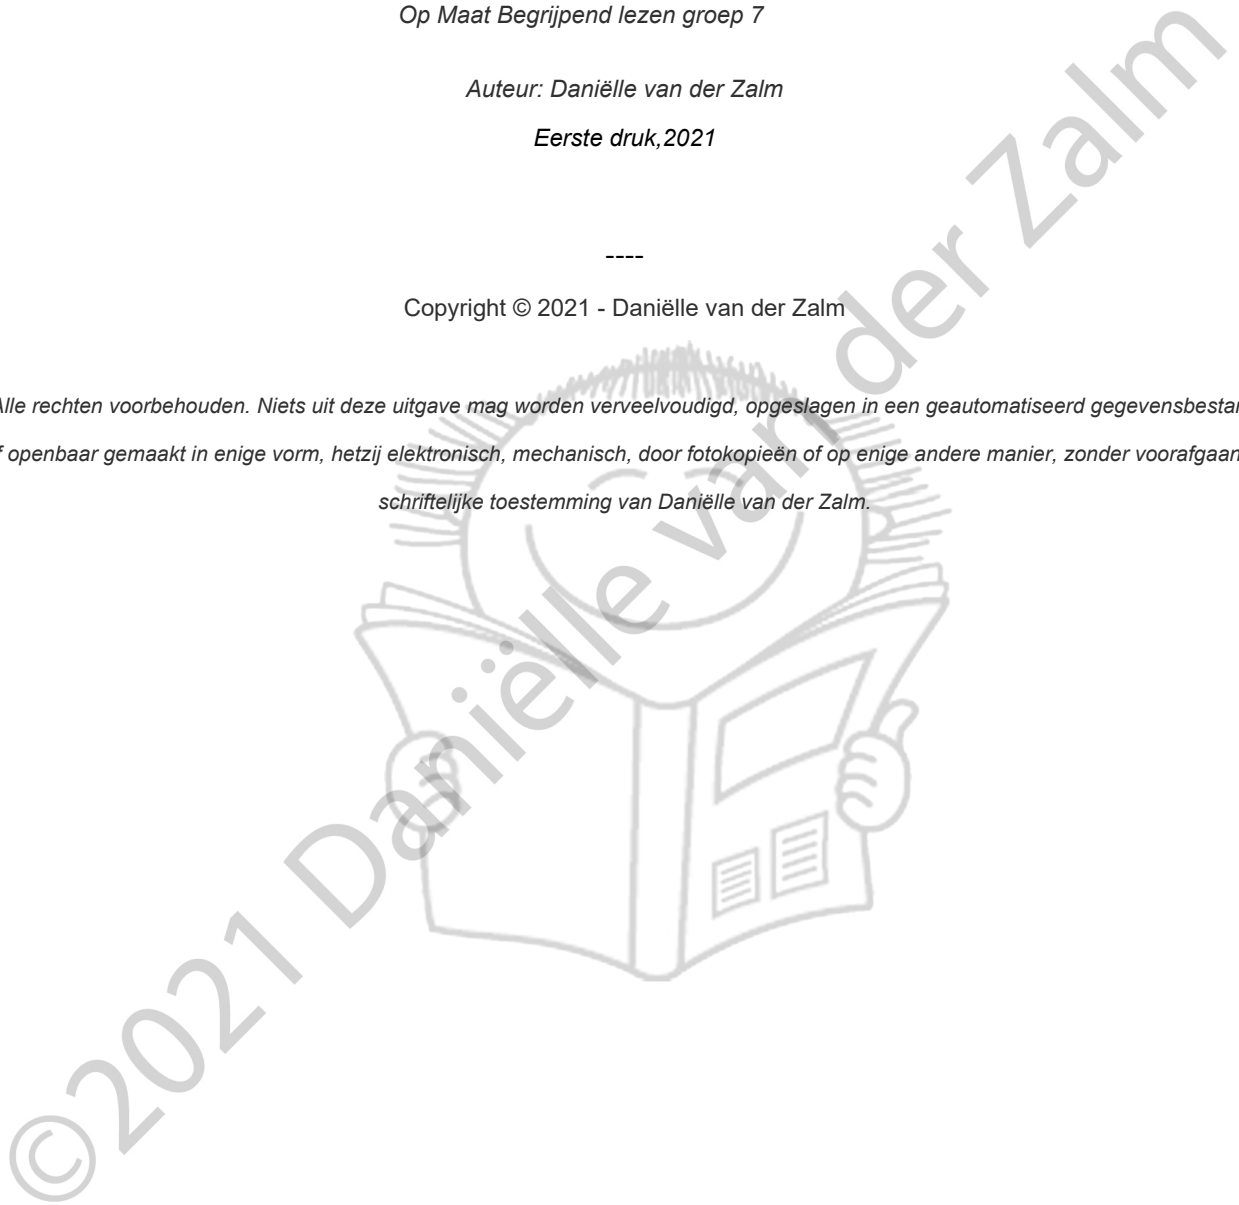 Op Maat Begrijpend lezen groep 7
Auteur: Daniëlle van der Zalm
Eerste druk,2021
----
Copyright © 2021 - Daniëlle van der Zalm
Alle rechten voorbehouden. Niets uit deze uitgave mag worden verveelvoudigd, opgeslagen in een geautomatiseerd
openbaar gemaakt in enige vorm, hetzij elektronisch, mechanisch, door fotokopieën of op enige andere manier, zonder
schriftelijke toestemming van Daniëlle van der Zalm.
©2021 Daniëlle van der Zalm